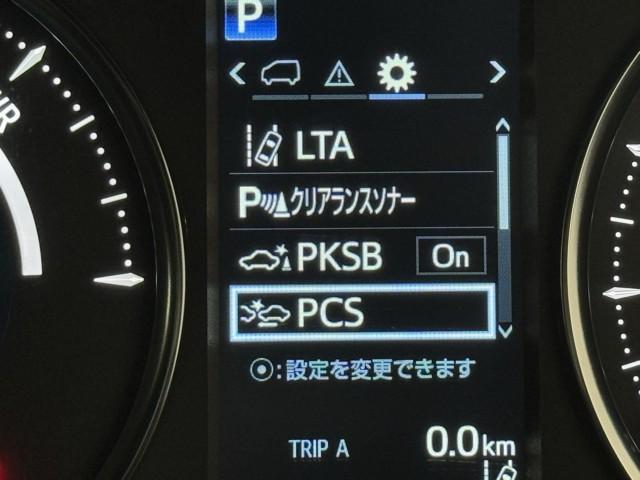 P
LTA
Pクリアランスソナー
PKSB On
PCS
:設定を変更できます
TRIP A 0.0km